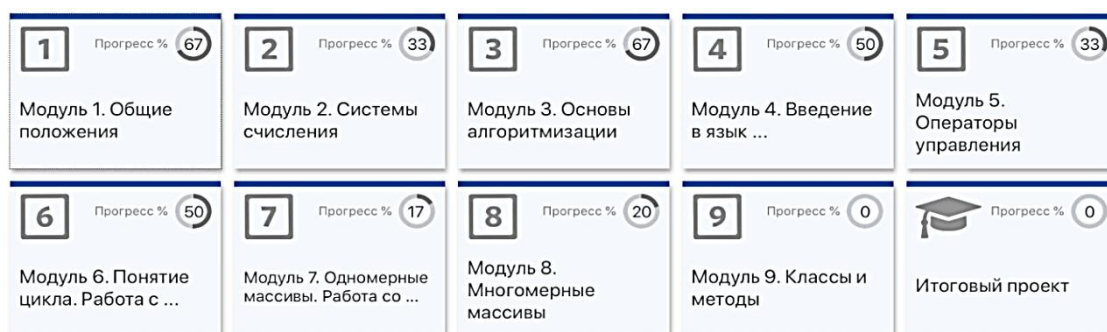 1
Прогресс % 67
Модуль 1. Общие
положения
2
Прогресс % 33
Модуль 2. Системы
счисления
3
Прогресс % 67
Модуль 3. Основы
алгоритмизации
4
Прогресс % 50
Модуль 4. Введение
в язык ...
5
Прогресс % 33
Модуль 5.
Операторы
управления
6
Прогресс % 50
Модуль 6. Понятие
цикла. Работа с ...
7
Прогресс % 17
Модуль 7. Одномерные
массивы. Работа со ...
8
Прогресс % 20
Модуль 8.
Многомерные
массивы
9
Прогресс % 0
Модуль 9. Классы и
методы
Прогресс % 0
Итоговый проект